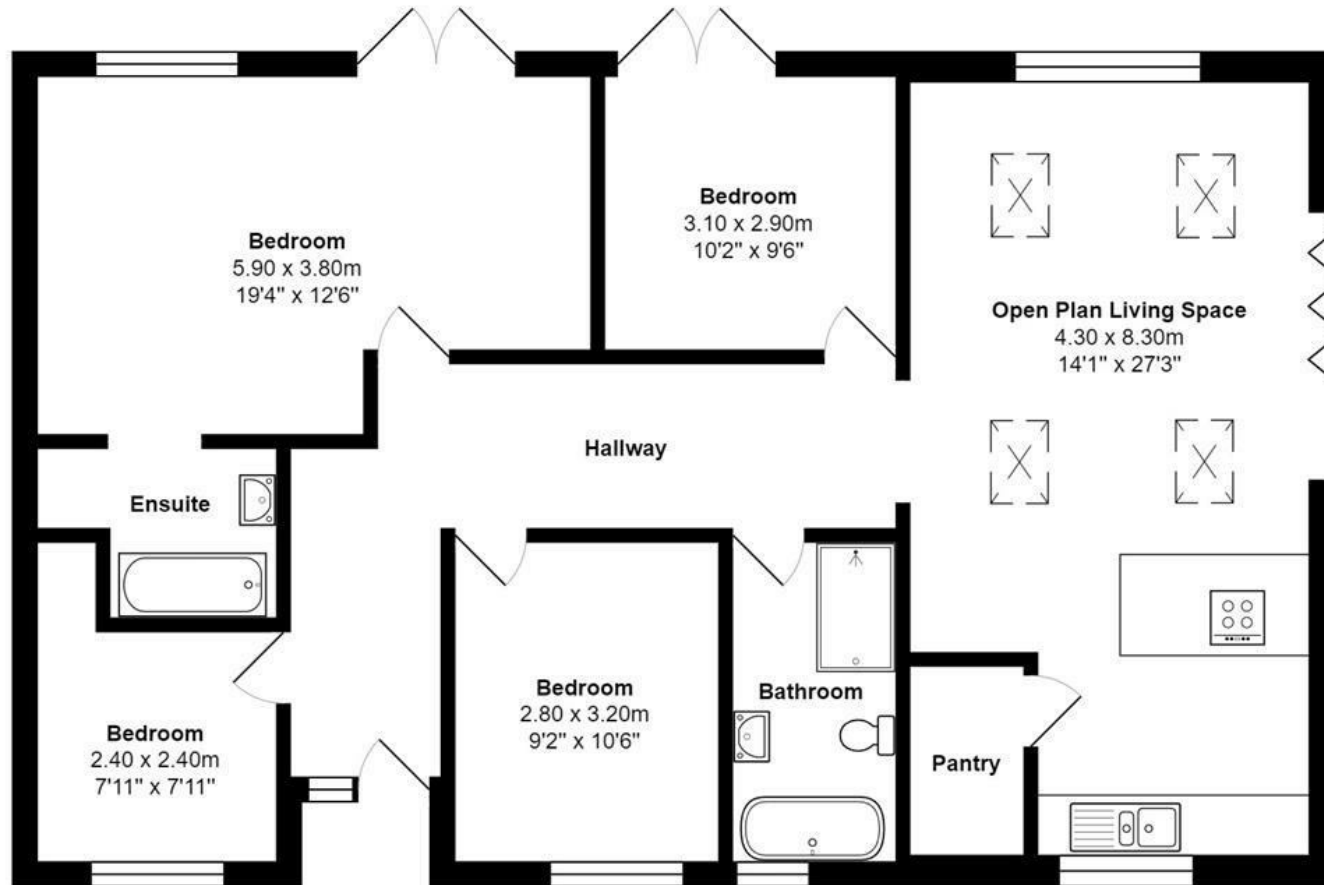 Bedroom
5.90 x 3.80m
19'4" x 12'6"
Bedroom
3.10 x 2.90m
10'2" x 9'6"
Open Plan Living Space
4.30 x 8.30m
14'1" x 27'3"
Hallway
Ensuite
Bedroom
2.40 x 2.40m
7'11" x 7'11"
Bedroom
2.80 x 3.20m
9'2" x 10'6"
Bathroom
Pantry